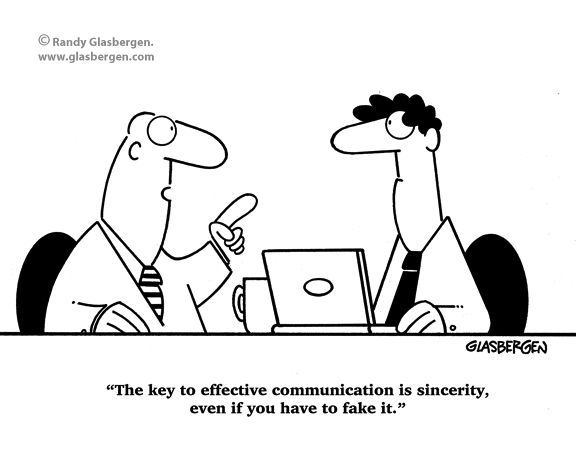 © Randy Glasbergen.
www.glasbergen.com
GLASBERGEN
“The key to effective communication is sincerity,
even if you have to fake it.”